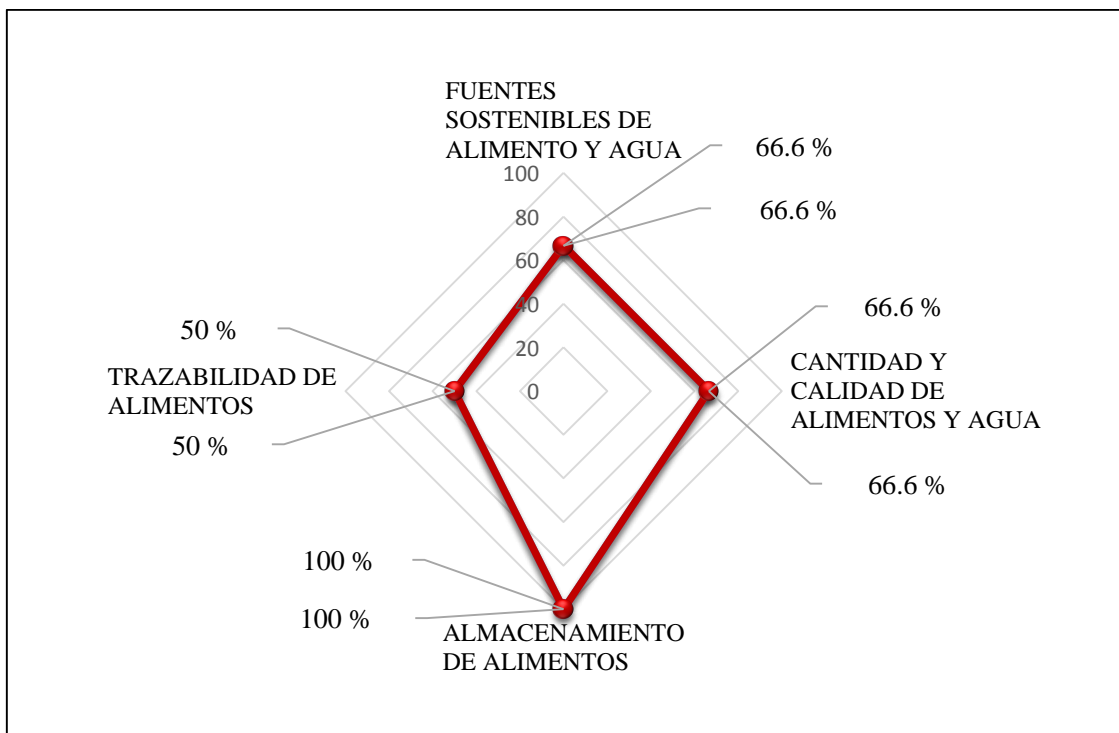 FUENTES
SOSTENIBLES DE
ALIMENTO Y AGUA
66.6 %
66.6 %
100
80
60
40
20
0
66.6 %
CANTIDAD Y
CALIDAD DE
ALIMENTOS Y AGUA
66.6 %
50 %
TRAZABILIDAD DE
ALIMENTOS
50 %
100 %
100 %
ALMACENAMIENTO
DE ALIMENTOS